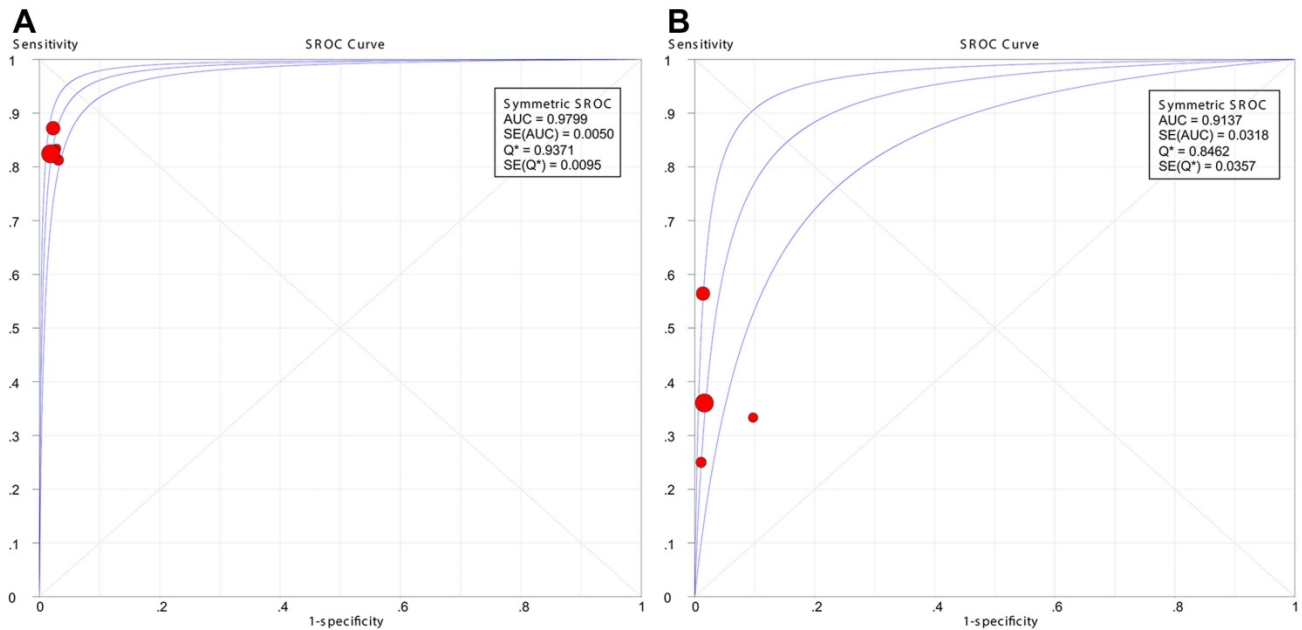 A
Sensitivity
SROC Curve
1
.9
.8
.7
.6
.5
.4
.3
.2
.1
0
Symmetric SROC
AUC = 0.9799
SE(AUC) = 0.0050
Q* = 0.9371
SE(Q*) = 0.0095
0 .2 .4 .6 .8 1
1-specificity
B
Sensitivity
SROC Curve
1
.9
.8
.7
.6
.5
.4
.3
.2
.1
0
Symmetric SROC
AUC = 0.9137
SE(AUC) = 0.0318
Q* = 0.8462
SE(Q*) = 0.0357
0 .2 .4 .6 .8 1
1-specificity